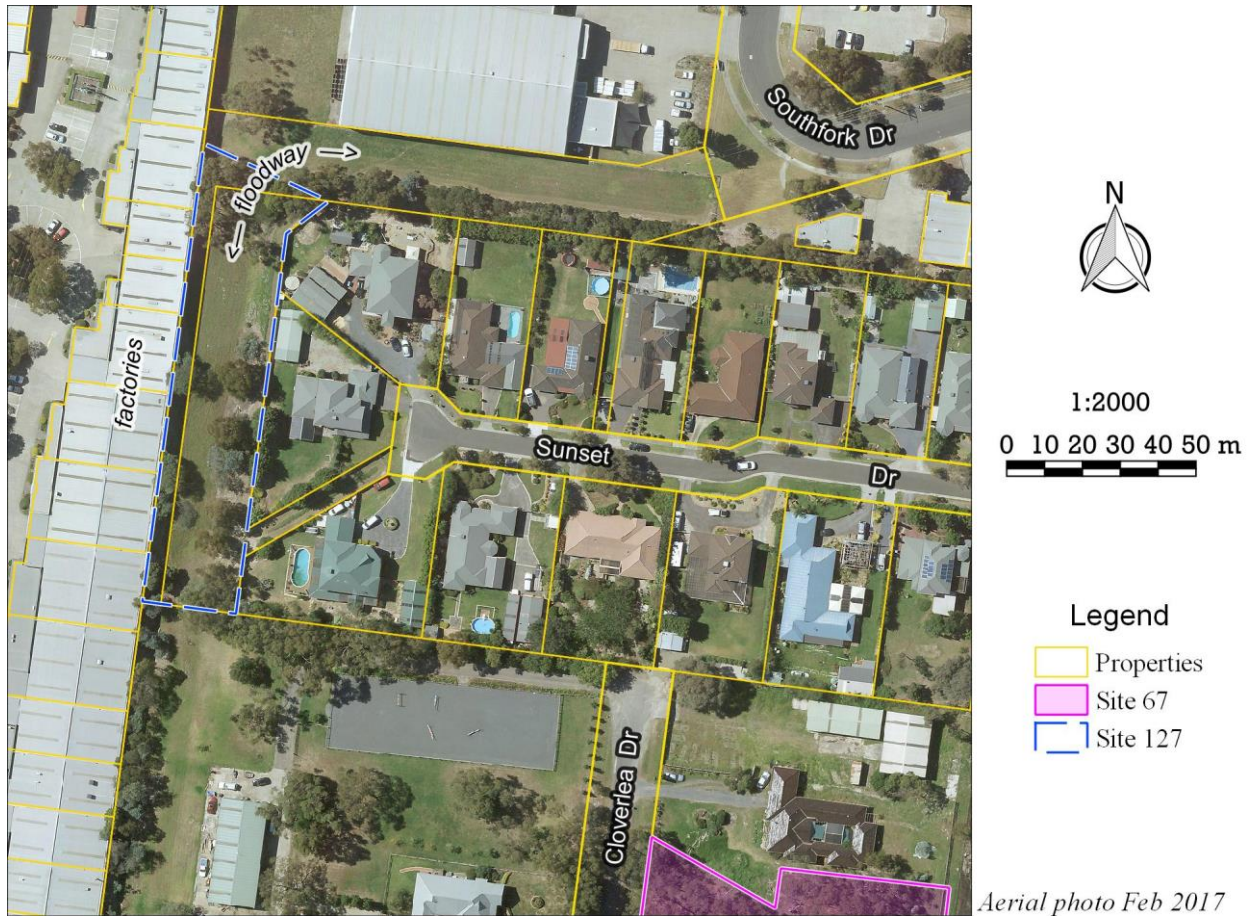 Southfork Dr
← floodway →
factories
Sunset Dr
Cloverlea Dr
N
1:2000
0 10 20 30 40 50 m
Legend
Properties
Site 67
Site 127
Aerial photo Feb 2017